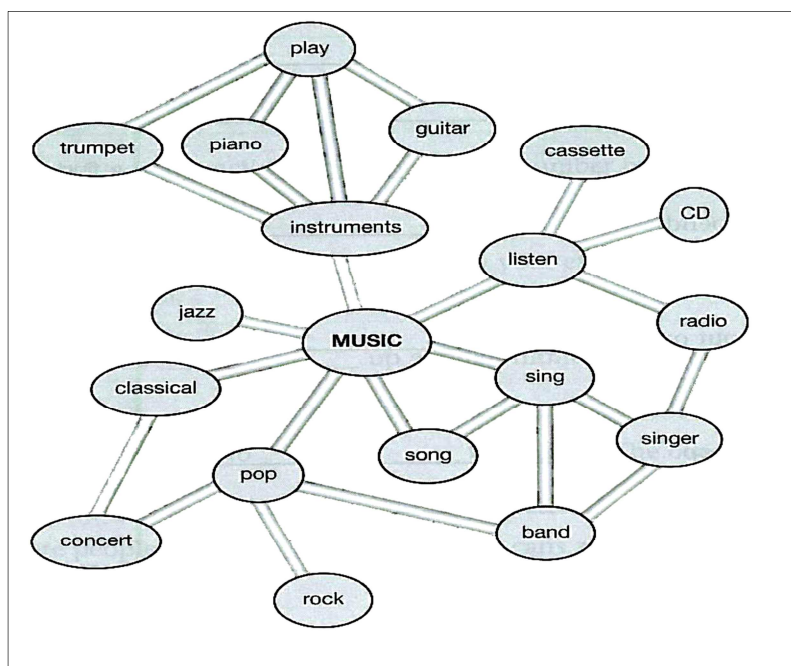 play
trumpet
piano
guitar
cassette
instruments
CD
listen
jazz
radio
MUSIC
classical
sing
song
singer
pop
concert
band
rock